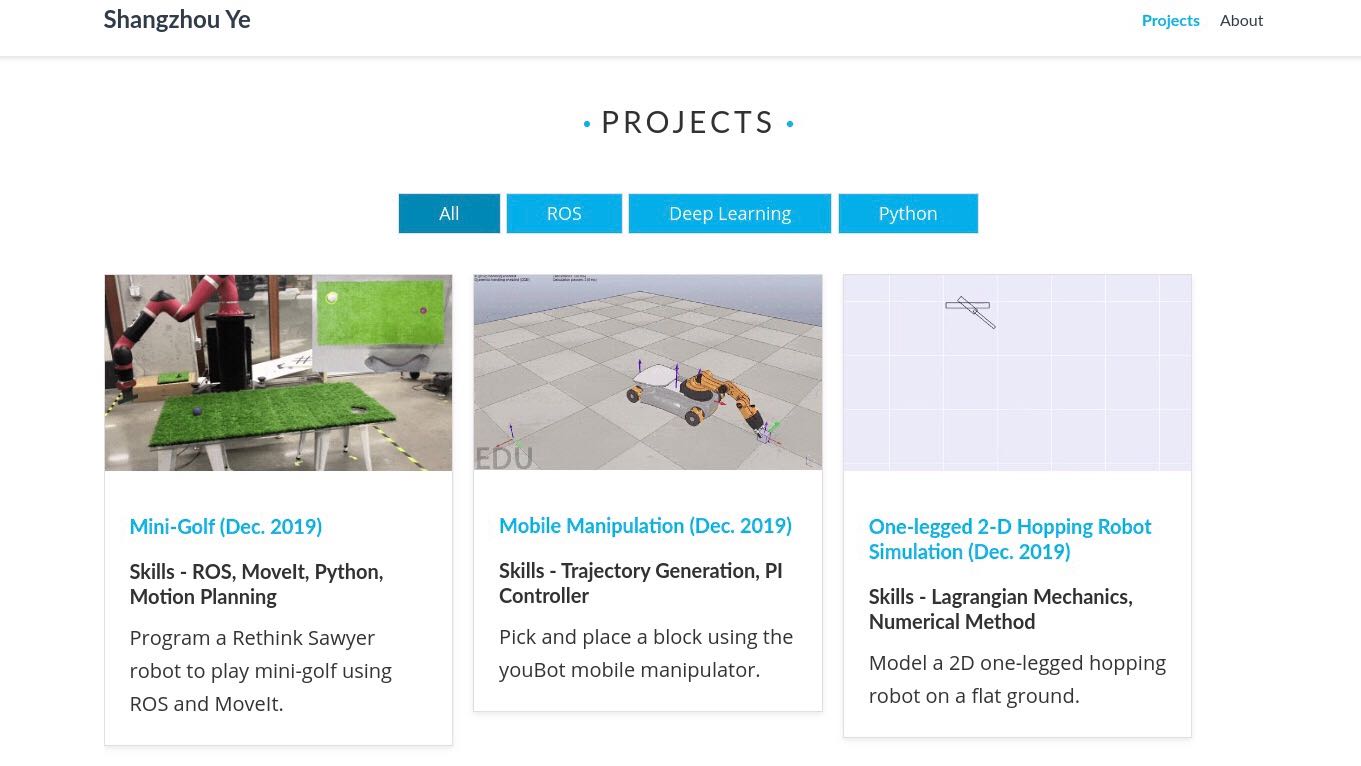 Shangzhou Ye
Projects
About
• PROJECTS •
All
ROS
Deep Learning
Python
EDU
Mini-Golf (Dec. 2019)
Skills - ROS, MoveIt, Python,
Motion Planning
Program a Rethink Sawyer
robot to play mini-golf using
ROS and MoveIt.
Mobile Manipulation (Dec. 2019)
Skills - Trajectory Generation, PI
Controller
Pick and place a block using the
youBot mobile manipulator.
One-legged 2-D Hopping Robot
Simulation (Dec. 2019)
Skills - Lagrangian Mechanics,
Numerical Method
Model a 2D one-legged hopping
robot on a flat ground.